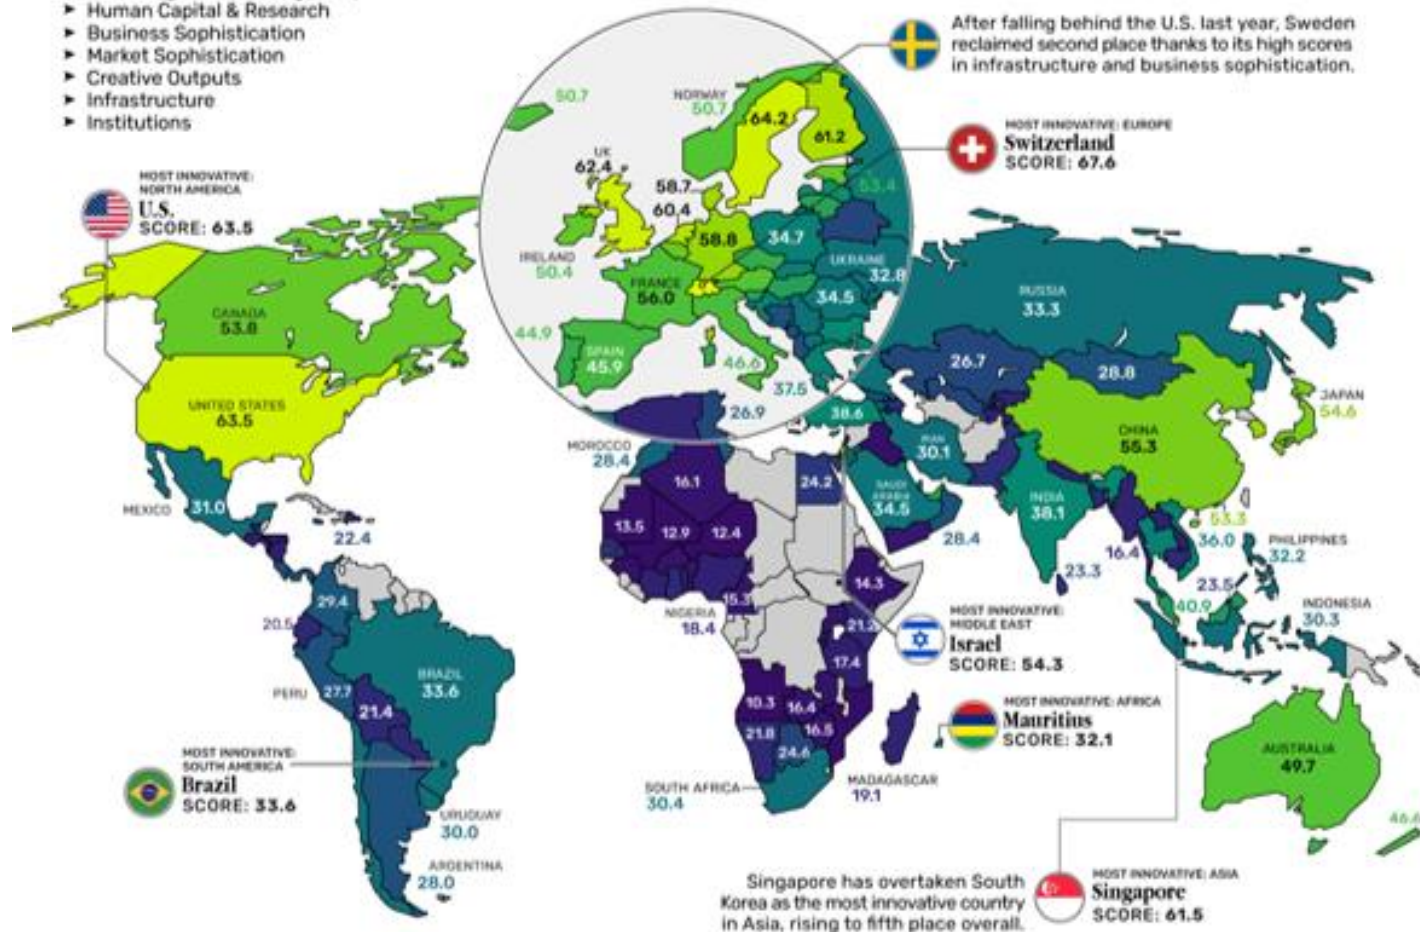 ► Human Capital & Research
► Business Sophistication
► Market Sophistication
► Creative Outputs
► Infrastructure
► Institutions
After falling behind the U.S. last year, Sweden
reclaimed second place thanks to its high scores
in infrastructure and business sophistication.
MOST INNOVATIVE: EUROPE
Switzerland
SCORE: 67.6
MOST INNOVATIVE:
NORTH AMERICA
U.S.
SCORE: 63.5
50.7
NORWAY
50.7
64.2
61.2
UK
62.4
58.7
60.4
53.4
58.8
34.7
IRELAND
50.4
UKRAINE
32.8
FRANCE
56.0
34.5
44.9
SPAIN
45.9
46.6
37.5
26.9
38.6
CANADA
53.8
UNITED STATES
63.5
RUSSIA
33.3
26.7
28.8
JAPAN
54.6
CHINA
55.3
MOROCCO
28.4
IRAN
30.1
MEXICO
31.0
16.1
24.2
SAUDI
ARABIA
34.5
INDIA
38.1
22.4
13.5
12.9
12.4
28.4
53.3
16.4
36.0
PHILIPPINES
32.2
23.3
23.5
29.4
14.3
15.3
NIGERIA
18.4
40.9
INDONESIA
30.3
20.5
21.2
MOST INNOVATIVE:
MIDDLE EAST
Israel
SCORE: 54.3
BRAZIL
33.6
17.4
PERU
27.7
21.4
10.3
16.4
16.5
21.8
24.6
MOST INNOVATIVE: AFRICA
Mauritius
SCORE: 32.1
MOST INNOVATIVE:
SOUTH AMERICA
Brazil
SCORE: 33.6
SOUTH AFRICA
30.4
MADAGASCAR
19.1
AUSTRALIA
49.7
46.6
URUGUAY
30.0
ARGENTINA
28.0
Singapore has overtaken South
Korea as the most innovative country
in Asia, rising to fifth place overall.
MOST INNOVATIVE: ASIA
Singapore
SCORE: 61.5